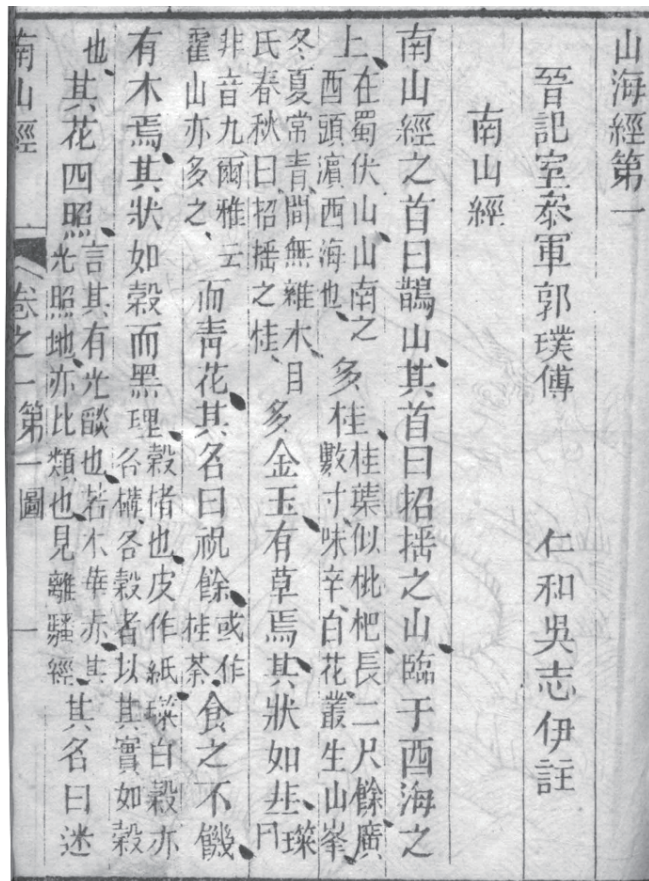 山海經第一
晉記室叅軍郭璞傅 仁和吳志伊註
南山經
南山經之首曰鵲山、其首曰招搖之山、臨于西海之
上、
在蜀伏山山南之
西頭濵西海也、
多桂、
桂葉似枇杷、長二尺餘、廣
數寸、味辛、白花叢生山峯、
冬夏常青、間無雜木、目
氏春秋曰、招搖之桂、
多金玉、有草焉、其狀如韭、
璨
曰
韭音九爾雅云
霍山亦多之、
而青花、其名曰祝餘、
或作
桂荼、
食之不饑、
有木焉、其狀如榖而黑理、
榖楮也、皮作紙、璨曰榖亦
名構、名榖者以其實如榖
也、
其花四照、
言其有光燄也、若木華赤、其
光照地、亦比類也、見離騷經、
其名曰迷
南山經 卷之一 第一圖 一